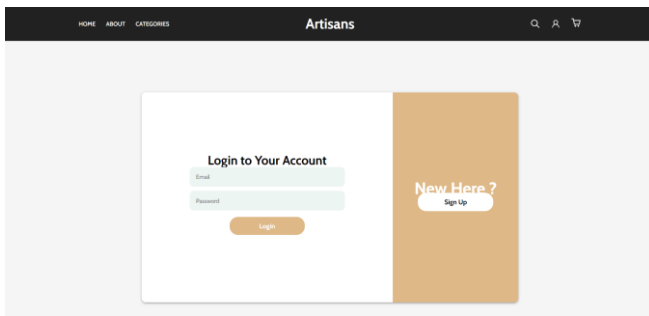 HOME ABOUT CATEGORIES Artisans
Login to Your Account
Email
Password
Login
New Here ?
Sign Up